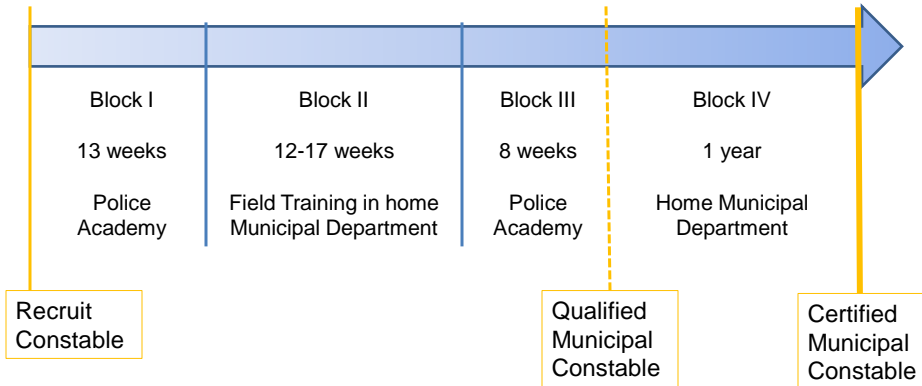 Block I
13 weeks
Police
Academy
Block II
12-17 weeks
Field Training in home
Municipal Department
Block III
8 weeks
Police
Academy
Block IV
1 year
Home Municipal
Department
Recruit
Constable
Qualified
Municipal
Constable
Certified
Municipal
Constable